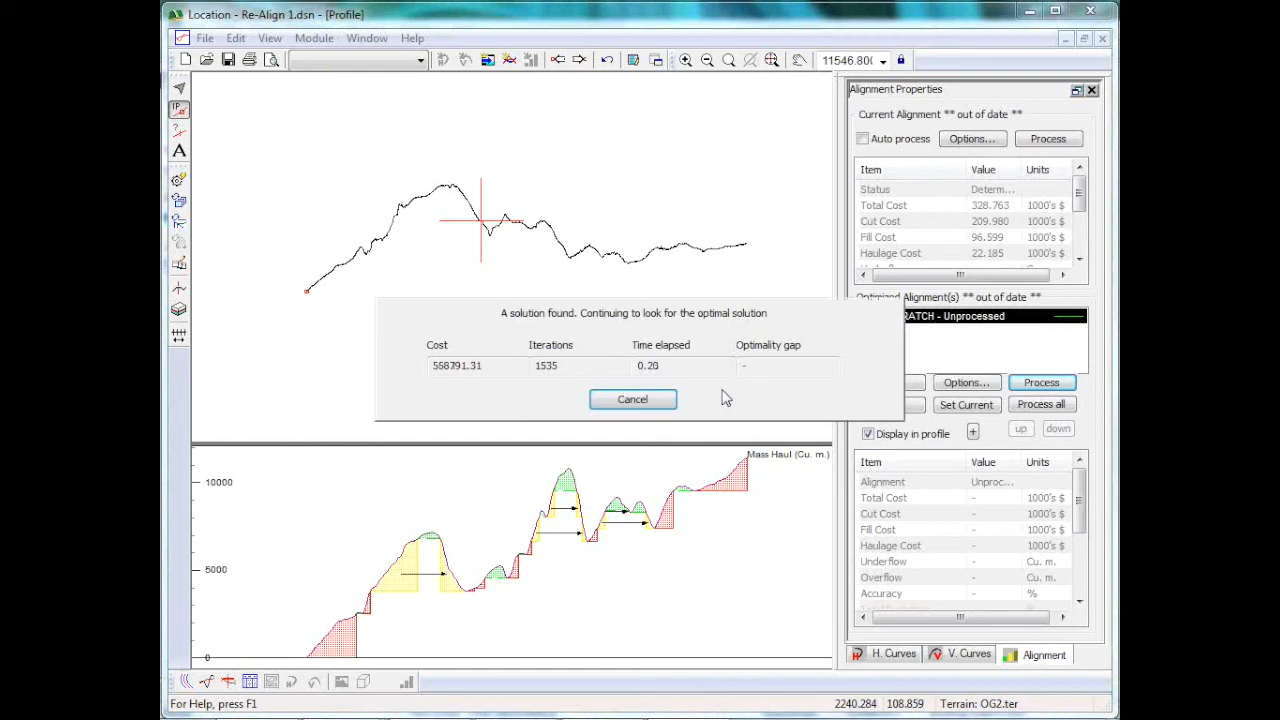 Location - Re-Align 1.dsn - [Profile]
File Edit View Module Window Help
11546.80
Alignment Properties
Current Alignment ** out of date **
Auto process Options... Process
Item Value Units
Status Determ...
Total Cost 328.763 1000's $
Cut Cost 209.980 1000's $
Fill Cost 96.599 1000's $
Haulage Cost 22.185 1000's $
Optimized Alignment(s) ** out of date **
RATCH - Unprocessed
A solution found. Continuing to look for the optimal solution
Cost Iterations Time elapsed Optimality gap
1535 -
Cancel
Options... Process
Set Current Process all
Display in profile + up down
Mass Haul (Cu. m.)
10000
5000
0
Item Value Units
Alignment Unproc...
Total Cost - 1000's $
Cut Cost - 1000's $
Fill Cost - 1000's $
Haulage Cost - 1000's $
Underflow - Cu. m.
Overflow - Cu. m.
Accuracy - %
H. Curves V. Curves Alignment
For Help, press F1
2240.284 108.859 Terrain: OG2.ter